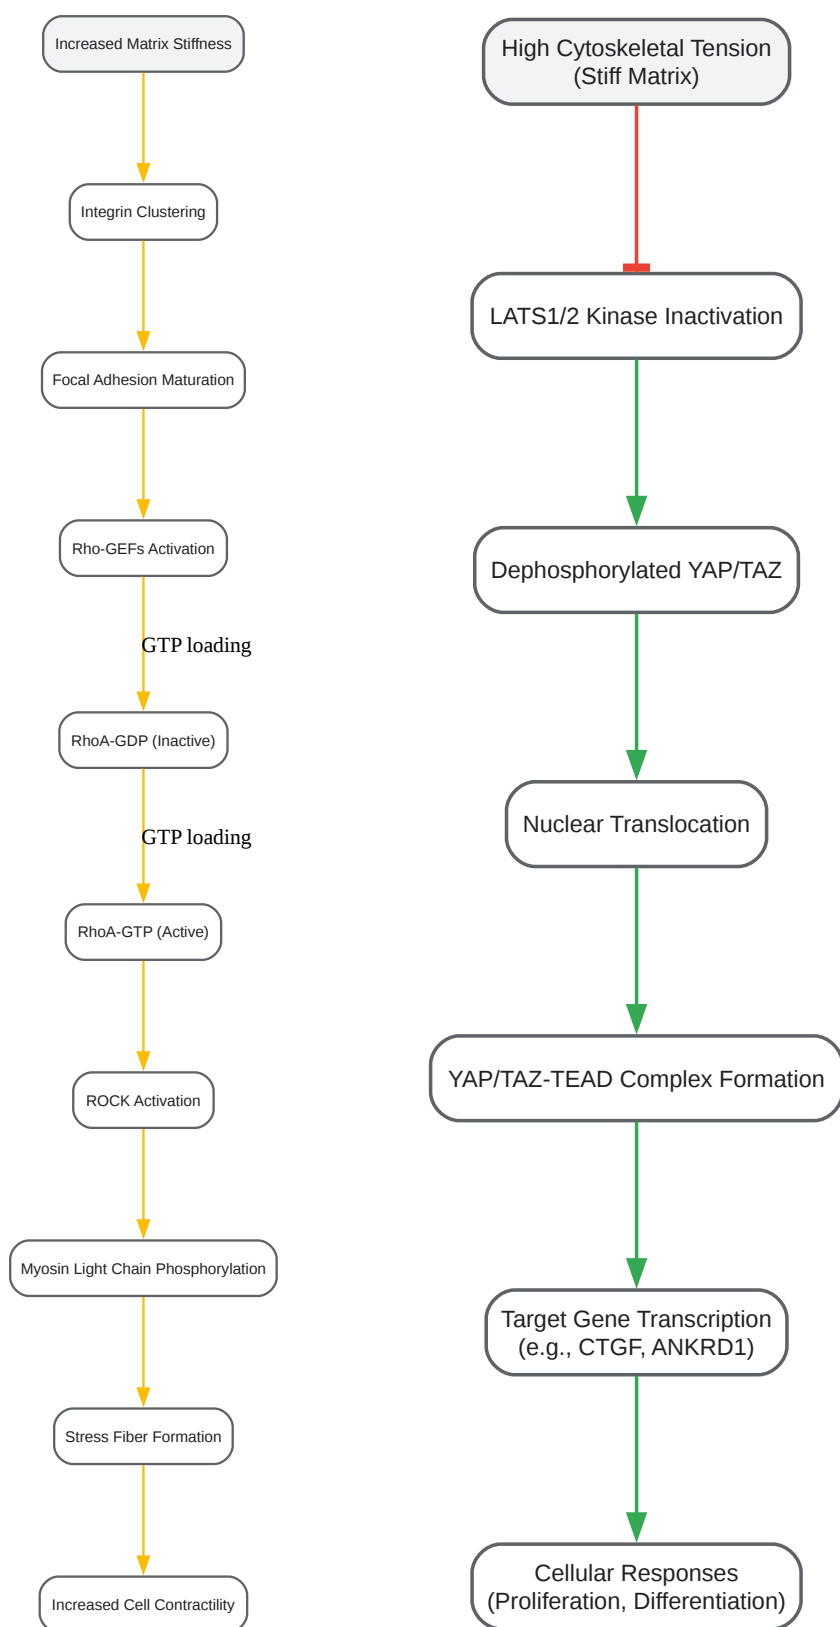 Increased Matrix Stiffness
Integrin Clustering
Focal Adhesion Maturation
Rho-GEFs Activation
GTP loading
RhoA-GDP (Inactive)
GTP loading
RhoA-GTP (Active)
ROCK Activation
Myosin Light Chain Phosphorylation
Stress Fiber Formation
Increased Cell Contractility
High Cytoskeletal Tension
(Stiff Matrix)
LATS1/2 Kinase Inactivation
Dephosphorylated YAP/TAZ
Nuclear Translocation
YAP/TAZ-TEAD Complex Formation
Target Gene Transcription
(e.g., CTGF, ANKRD1)
Cellular Responses
(Proliferation, Differentiation)